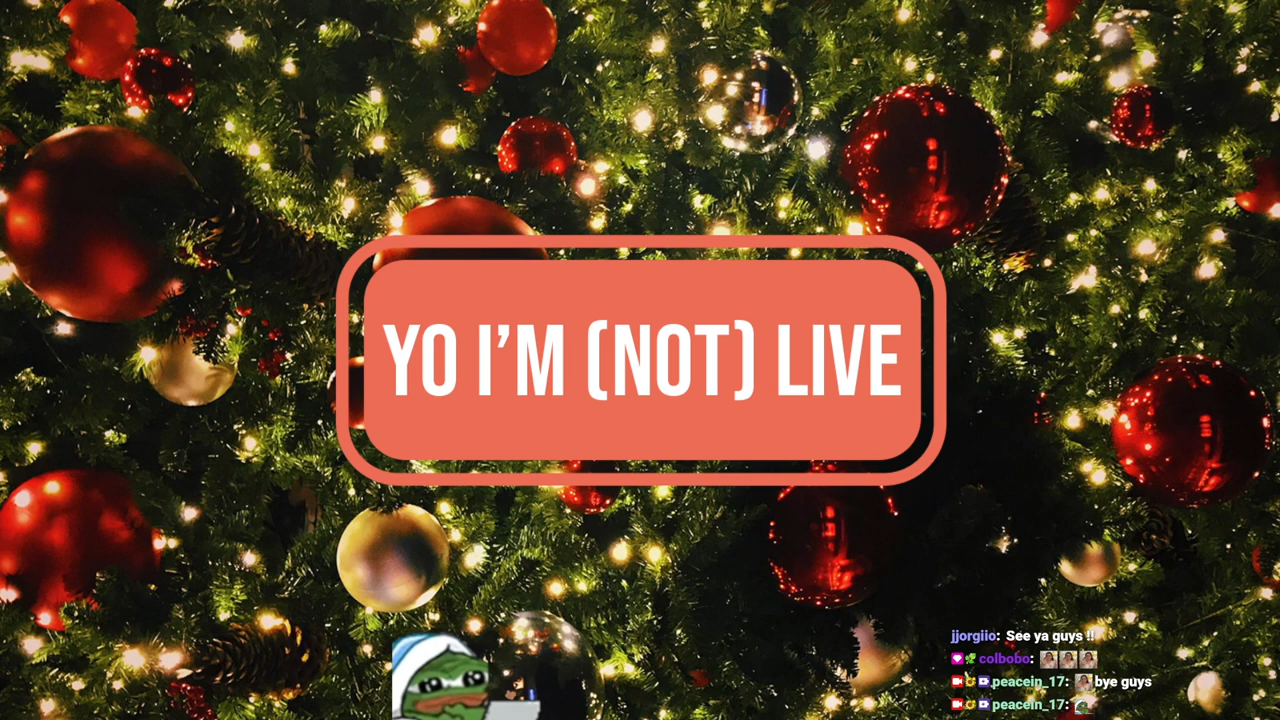 YO I’M (NOT) LIVE
jjorgiio: See ya guys !!
colbobo:
peacein_17: bye guys
peacein_17: